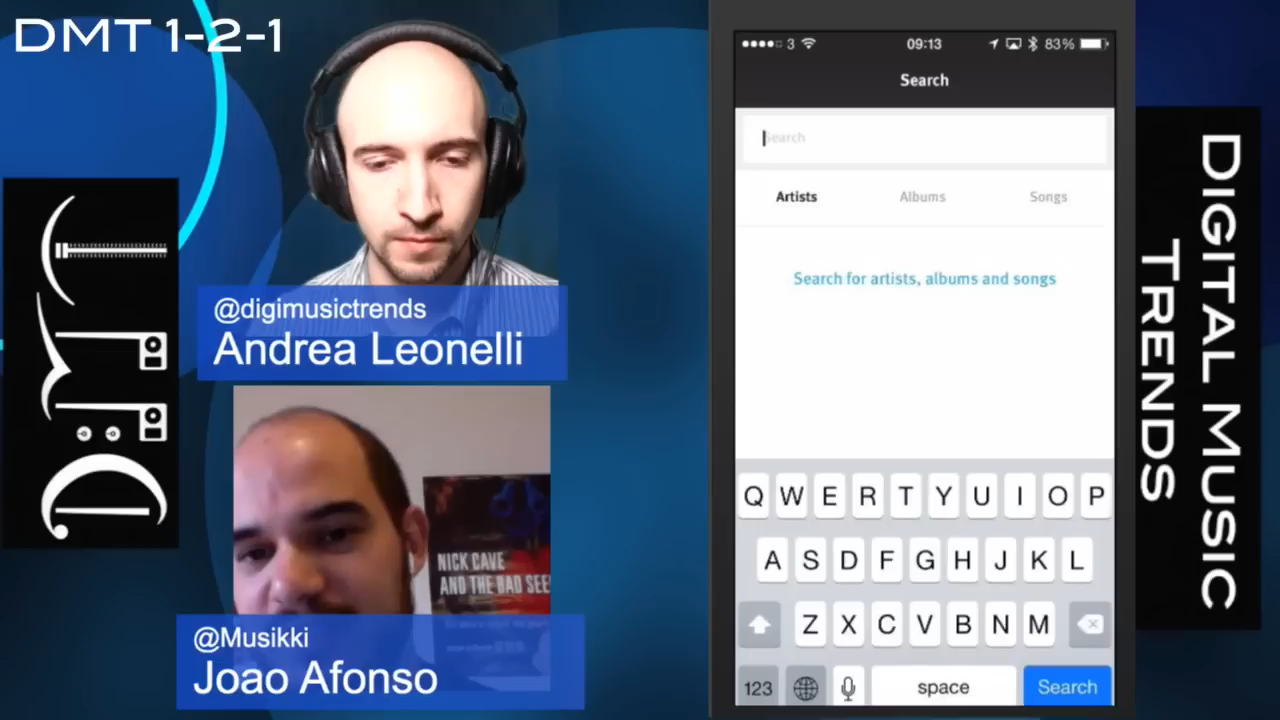 DMT 1-2-1
@digimusictrends
Andrea Leonelli
NICK CAVE
AND THE BAD SEE
@Musikki
Joao Afonso
3
09:13
83%
Search
Search
Artists
Albums
Songs
Search for artists, albums and songs
Q W E R T Y U I O P
A S D F G H J K L
Z X C V B N M
123
space
Search
DIGITAL MUSIC
TRENDS